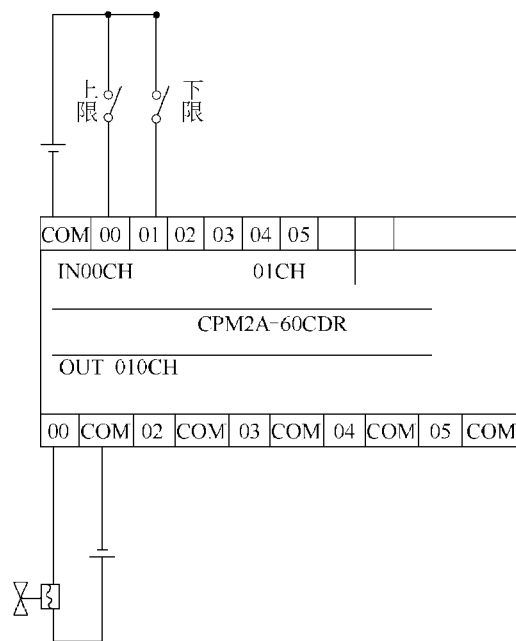 上限
下限
COM 00 01 02 03 04 05
IN00CH 01CH
CPM2A-60CDR
OUT 010CH
00 COM 02 COM 03 COM 04 COM 05 COM